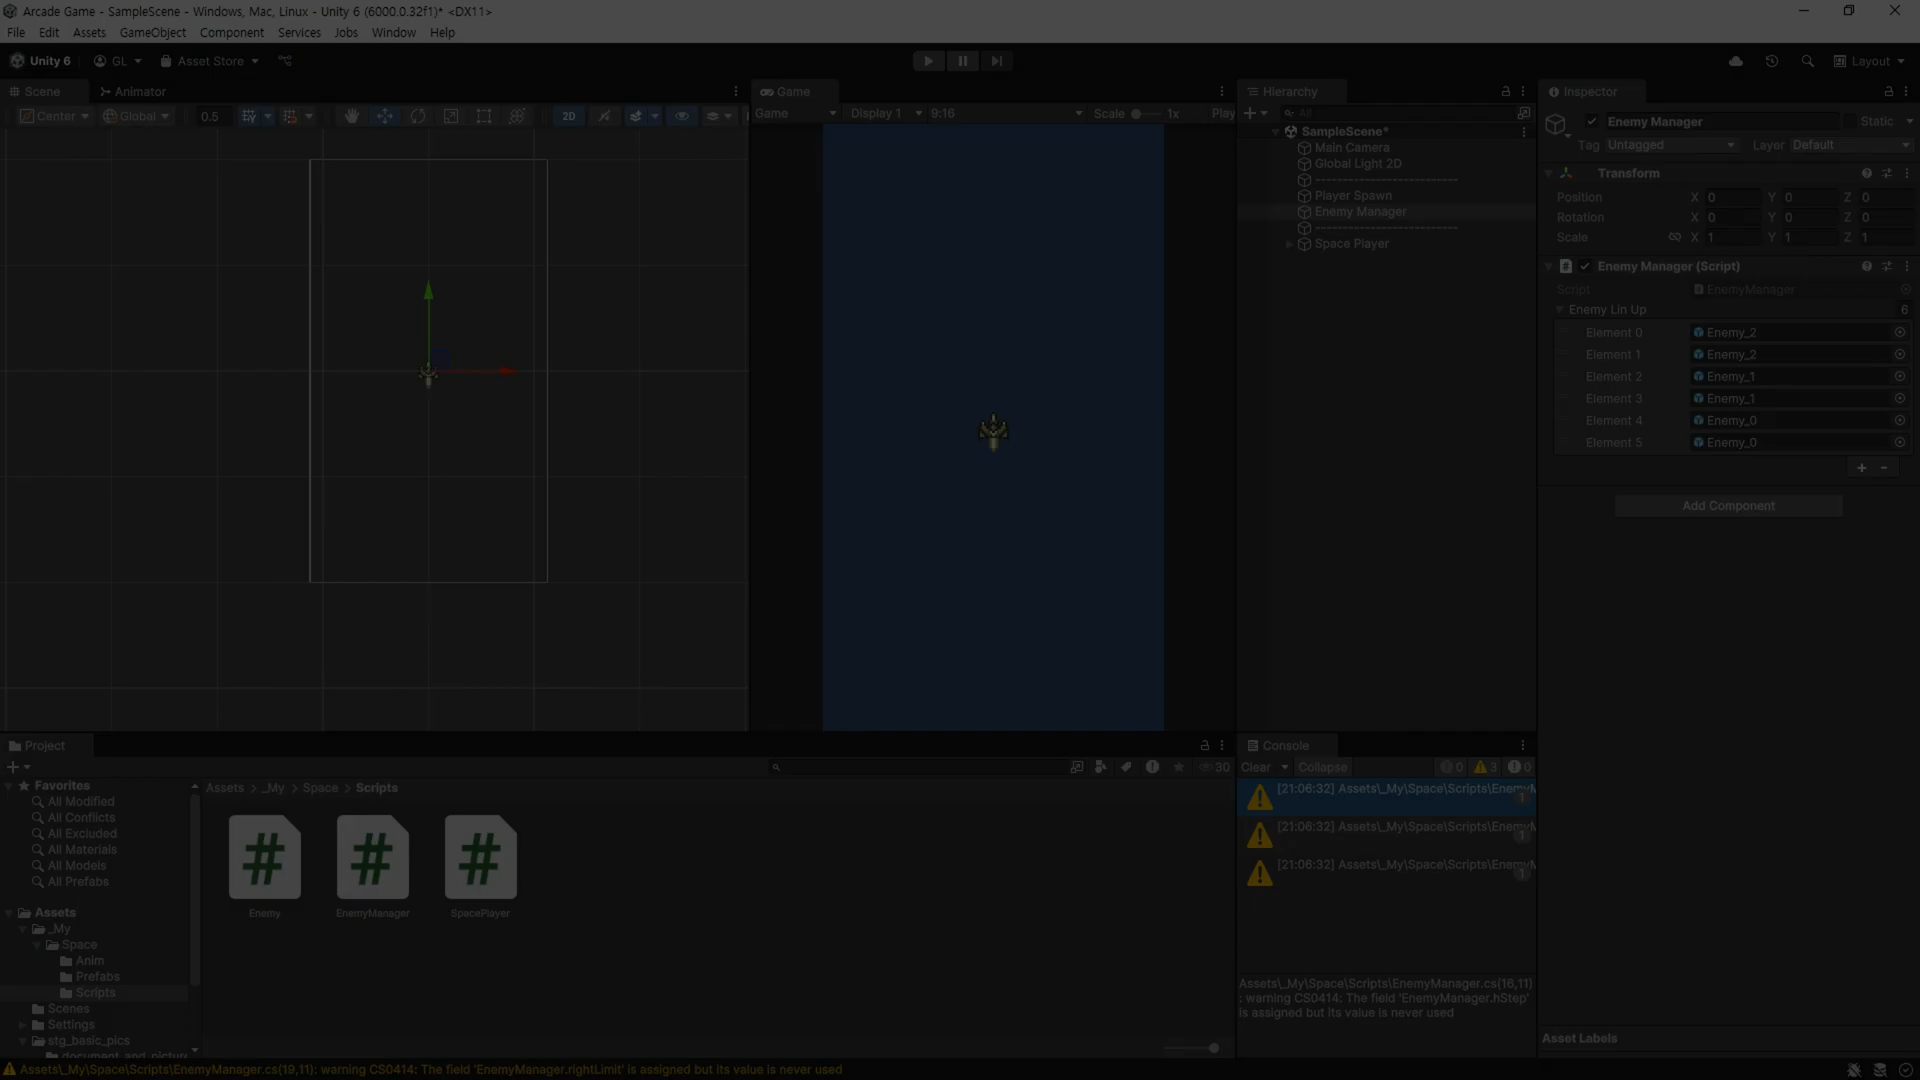 Arcade Game - SampleScene - Windows, Mac, Linux - Unity 6 (6000.0.32f1)* <DX11>
File Edit Assets GameObject Component Services Jobs Window Help
Unity 6 GL Asset Store Layout
Scene Animator
Center Global 0.5 2D
Game
Game Display 1 9:16 Scale 1x Play
Hierarchy
All
SampleScene*
Main Camera
Global Light 2D
--------------------------
Player Spawn
Enemy Manager
--------------------------
Space Player
Inspector
Enemy Manager Static
Tag Untagged Layer Default
Transform
Position X 0 Y 0 Z 0
Rotation X 0 Y 0 Z 0
Scale X 1 Y 1 Z 1
Enemy Manager (Script)
Script EnemyManager
Enemy Lin Up 6
Element 0 Enemy_2
Element 1 Enemy_2
Element 2 Enemy_1
Element 3 Enemy_1
Element 4 Enemy_0
Element 5 Enemy_0
Add Component
Asset Labels
Project
30
Favorites
All Modified
All Conflicts
All Excluded
All Materials
All Models
All Prefabs
Assets
_My
Space
Anim
Prefabs
Scripts
Scenes
Settings
stg_basic_pics
document_and_picture
Assets > _My > Space > Scripts
Enemy EnemyManager SpacePlayer
Console
Clear Collapse 0 3 0
[21:06:32] Assets\_My\Space\Scripts\EnemyM 1
[21:06:32] Assets\_My\Space\Scripts\EnemyM 1
[21:06:32] Assets\_My\Space\Scripts\EnemyM 1
Assets\_My\Space\Scripts\EnemyManager.cs(16,11)
: warning CS0414: The field 'EnemyManager.hStep'
is assigned but its value is never used
Assets\_My\Space\Scripts\EnemyManager.cs(19,11): warning CS0414: The field 'EnemyManager.rightLimit' is assigned but its value is never used